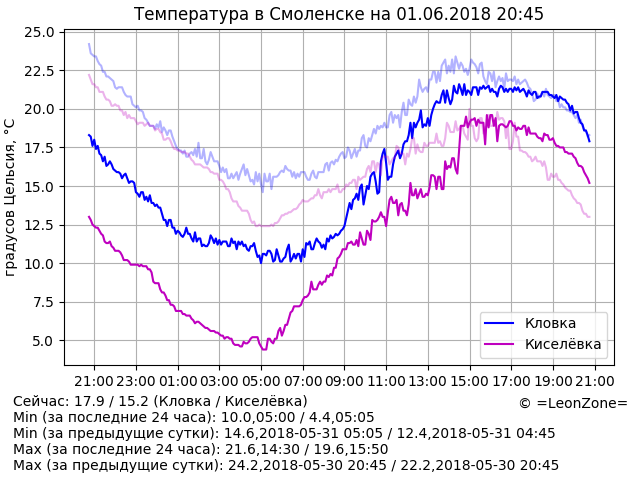 Температура в Смоленске на 01.06.2018 20:45
градусов Цельсия, °C
25.0
22.5
20.0
17.5
15.0
12.5
10.0
7.5
5.0
Кловка
Киселёвка
21:00 23:00 01:00 03:00 05:00 07:00 09:00 11:00 13:00 15:00 17:00 19:00 21:00
Сейчас: 17.9 / 15.2 (Кловка / Киселёвка)
© =LeonZone=
Min (за последние 24 часа): 10.0,05:00 / 4.4,05:05
Min (за предыдущие сутки): 14.6,2018-05-31 05:05 / 12.4,2018-05-31 04:45
Max (за последние 24 часа): 21.6,14:30 / 19.6,15:50
Max (за предыдущие сутки): 24.2,2018-05-30 20:45 / 22.2,2018-05-30 20:45